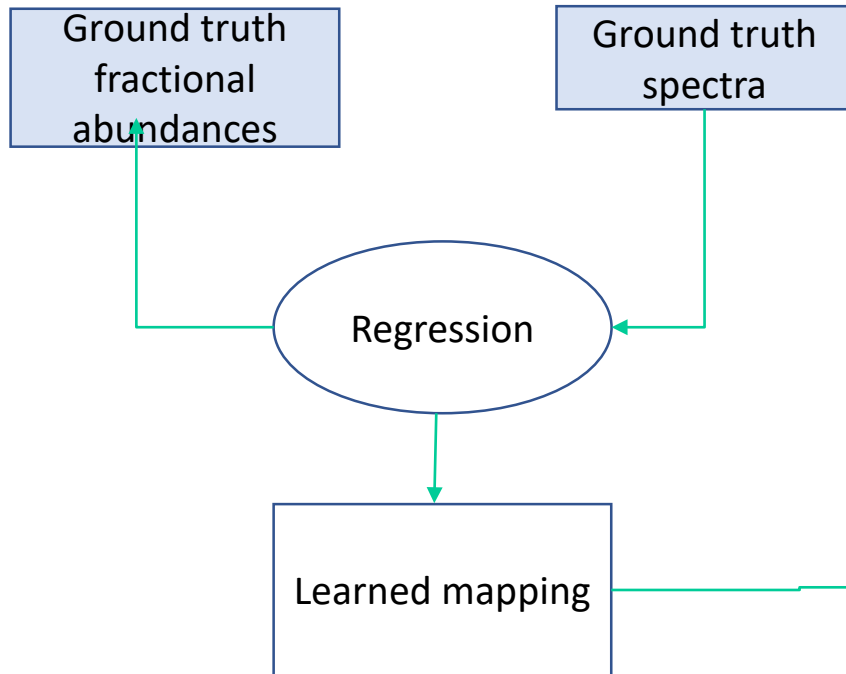 Ground truth
fractional
abundances
Ground truth
spectra
Regression
Learned mapping